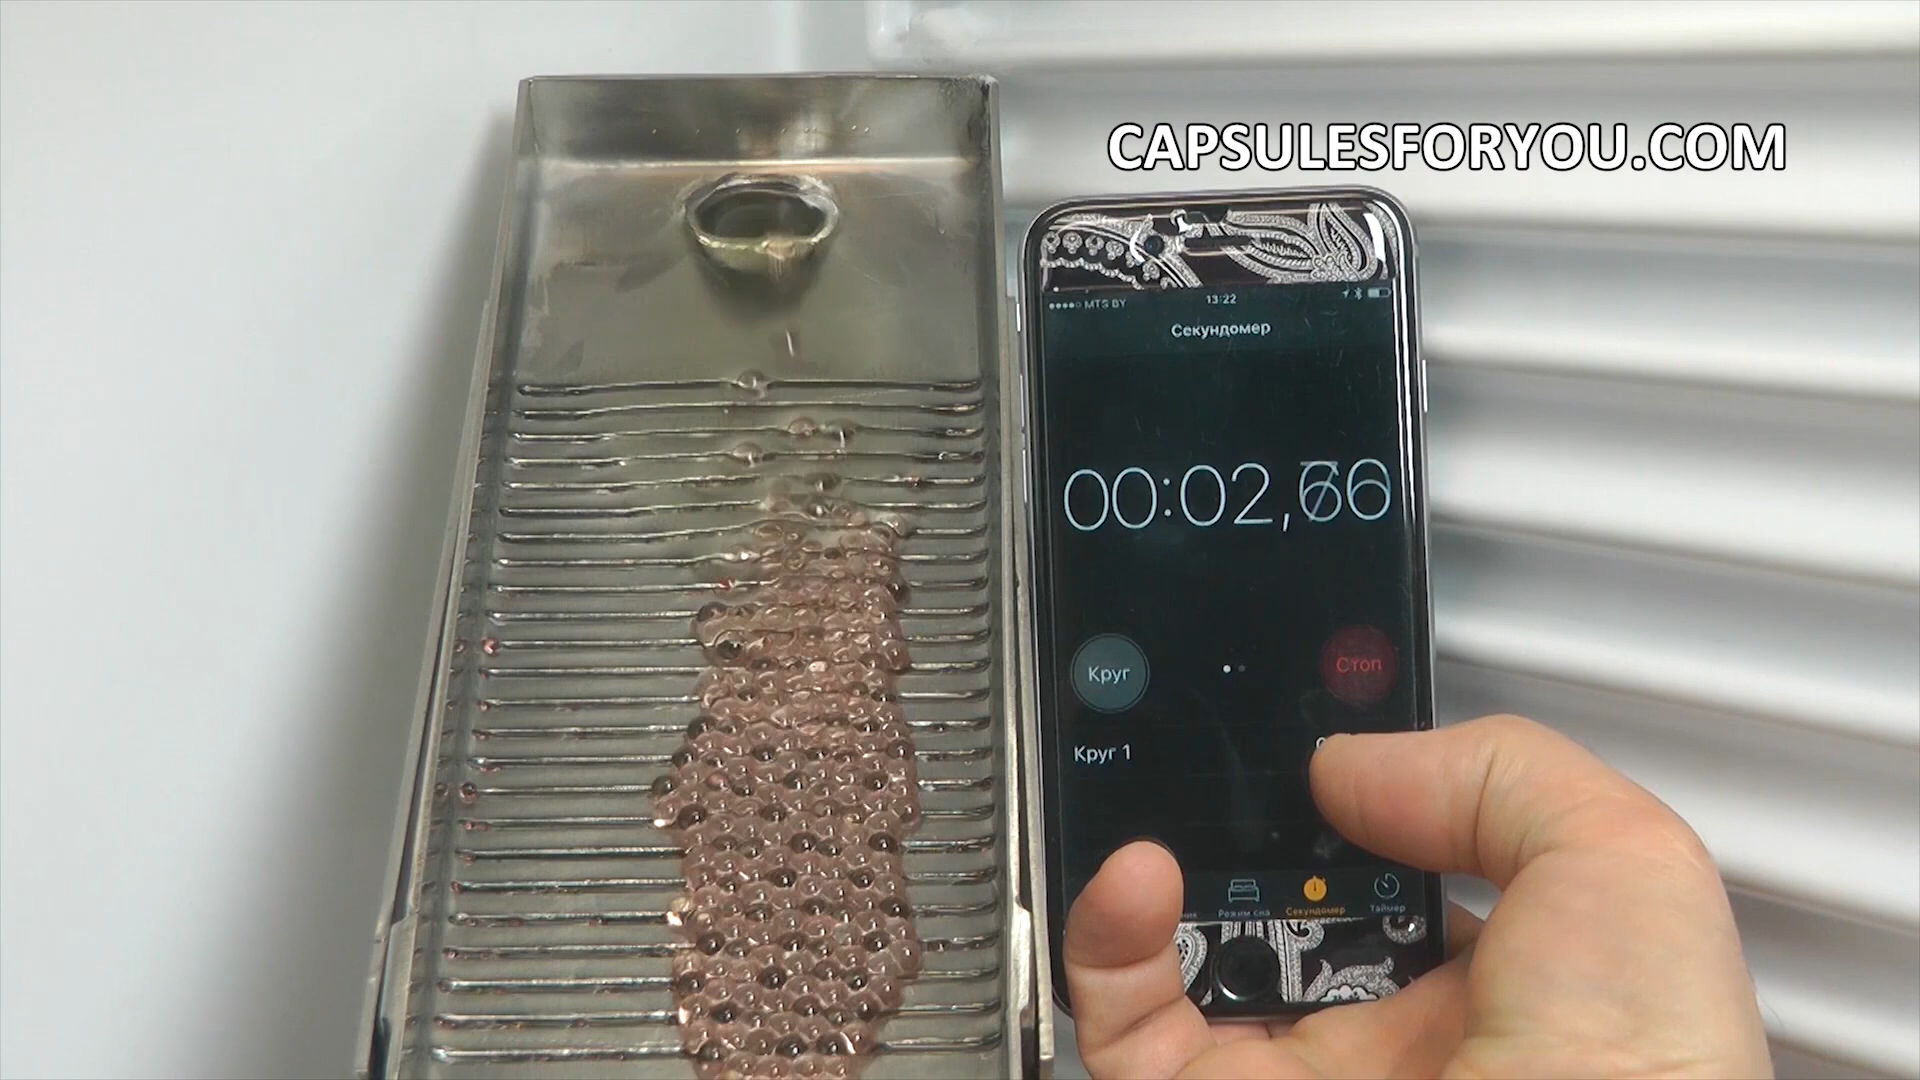 CAPSULESFORYOU.COM
MTS BY 13:22
Секундомер
00:02,66
Круг
Стоп
Круг 1
Режим сна Секундомер Таймер